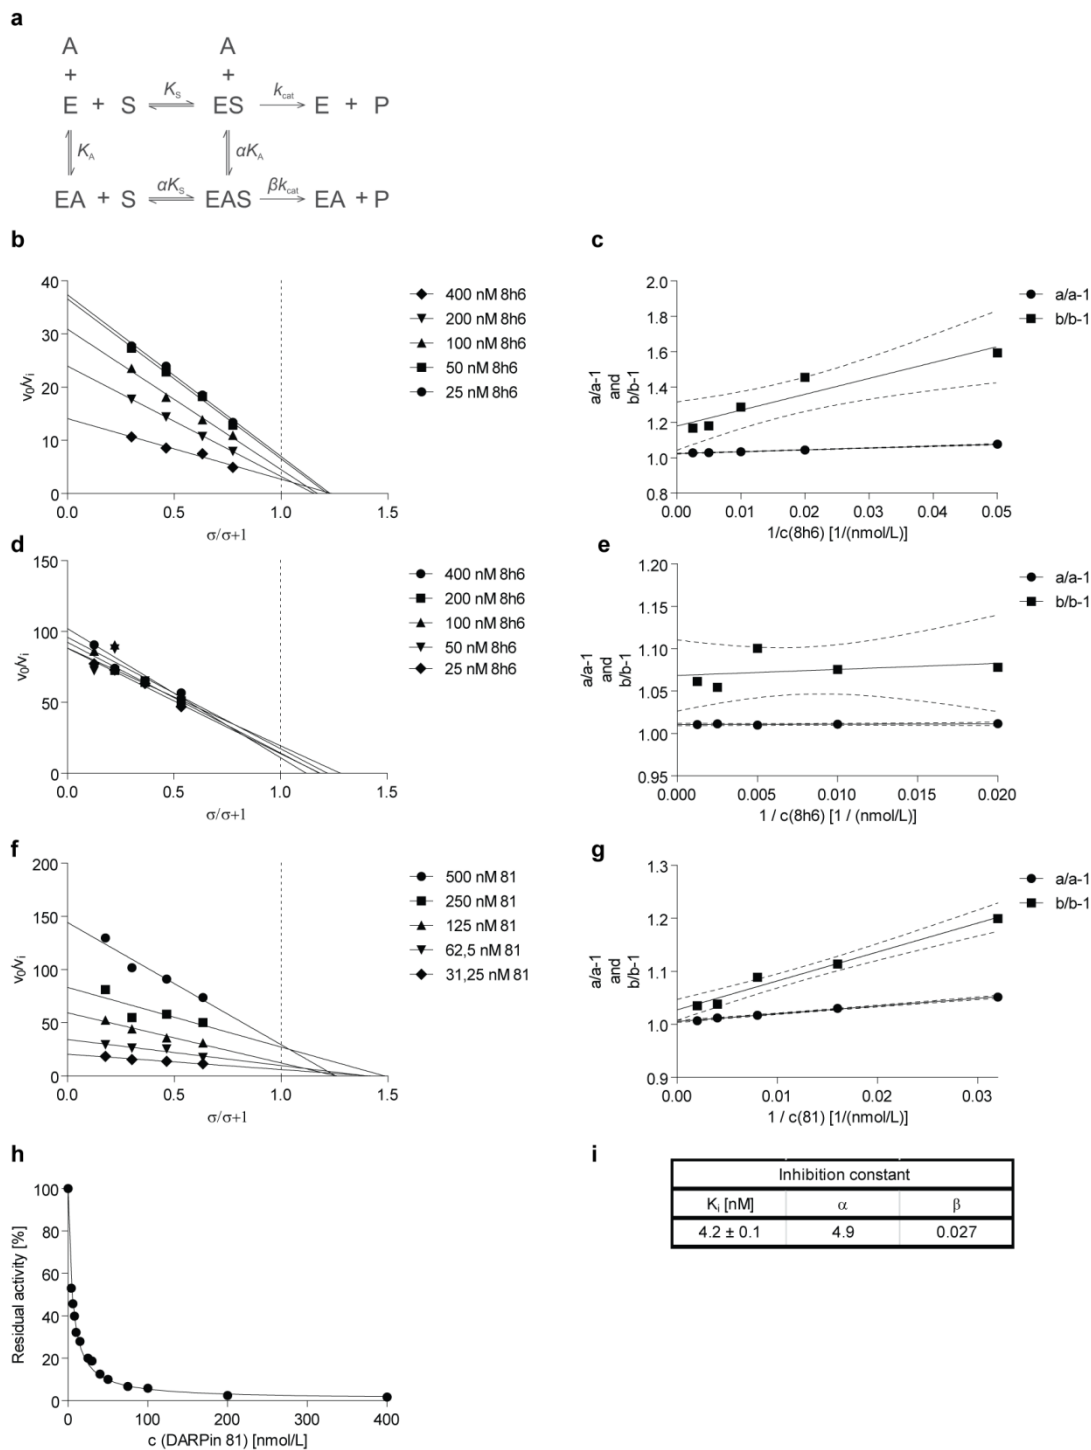 a
A A
+ +
E + S K_S ES k_cat E + P
K_A αK_A
EA + S αK_S EAS βk_cat EA + P
b
v₀/vᵢ
40
30
20
10
0
0.0 0.5 1.0 1.5
σ/σ+1
400 nM 8h6
200 nM 8h6
100 nM 8h6
50 nM 8h6
25 nM 8h6
c
a/a-1
and
b/b-1
2.0
1.8
1.6
1.4
1.2
1.0
0.8
0.00 0.01 0.02 0.03 0.04 0.05
1/c(8h6) [1/(nmol/L)]
a/a-1
b/b-1
d
v₀/vᵢ
150
100
50
0
0.0 0.5 1.0 1.5
σ/σ+1
400 nM 8h6
200 nM 8h6
100 nM 8h6
50 nM 8h6
25 nM 8h6
e
a/a-1
and
b/b-1
1.20
1.15
1.10
1.05
1.00
0.95
0.000 0.005 0.010 0.015 0.020
1 / c(8h6) [1 / (nmol/L)]
a/a-1
b/b-1
f
v₀/vᵢ
200
150
100
50
0
0.0 0.5 1.0 1.5
σ/σ+1
500 nM 81
250 nM 81
125 nM 81
62,5 nM 81
31,25 nM 81
g
a/a-1
and
b/b-1
1.3
1.2
1.1
1.0
0.9
0.00 0.01 0.02 0.03
1 / c(81) [1/(nmol/L)]
a/a-1
b/b-1
h
Residual activity [%]
100
80
60
40
20
0
0 100 200 300 400
c (DARPin 81) [nmol/L]
i
Inhibition constant
Kᵢ [nM] α β
4.2 ± 0.1 4.9 0.027